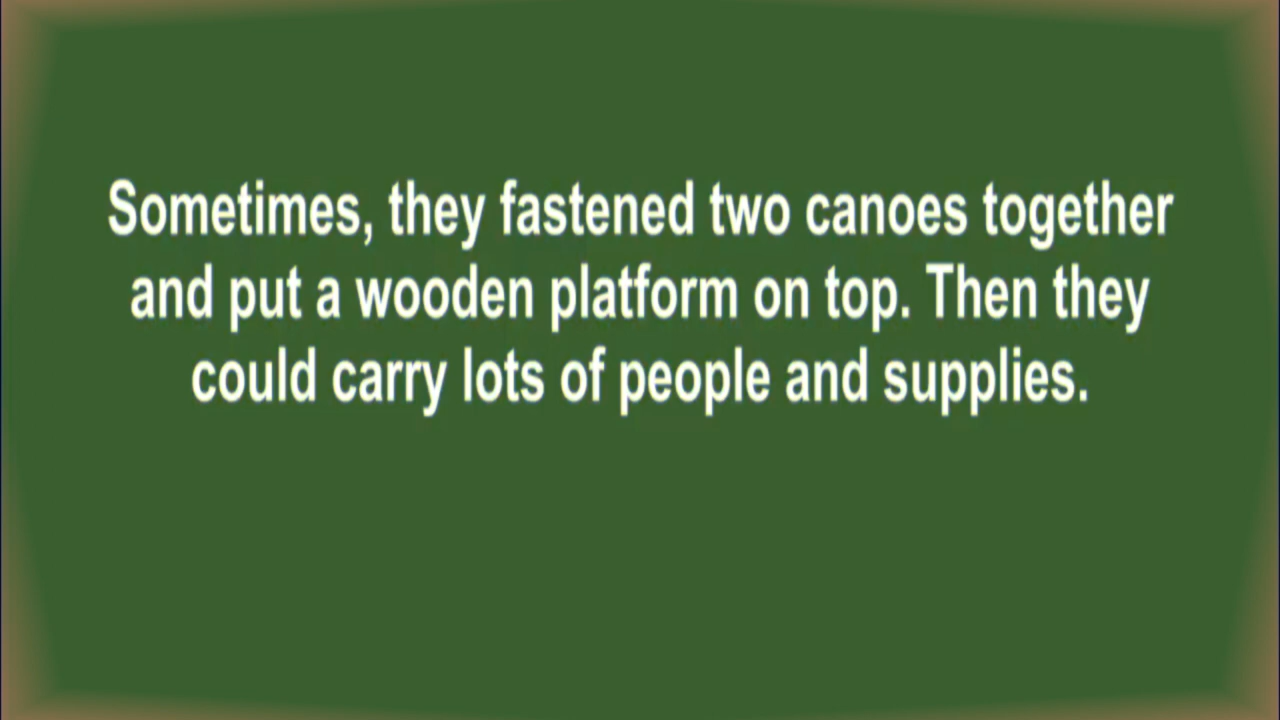 Sometimes, they fastened two canoes together
and put a wooden platform on top. Then they
could carry lots of people and supplies.